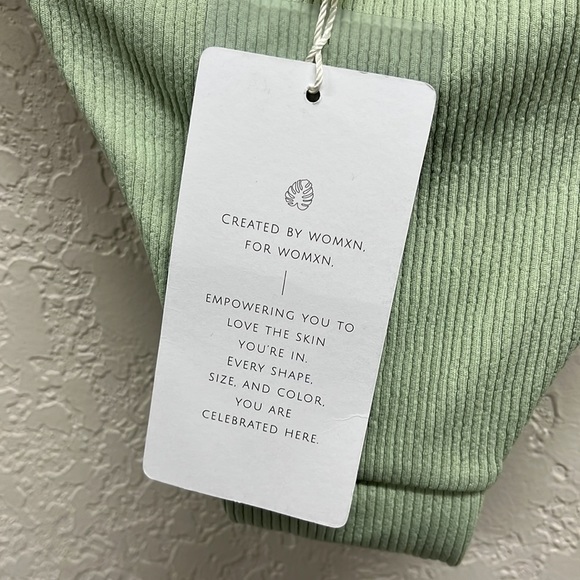 CREATED BY WOMXN,
FOR WOMXN.
EMPOWERING YOU TO
LOVE THE SKIN
YOU'RE IN.
EVERY SHAPE,
SIZE, AND COLOR,
YOU ARE
CELEBRATED HERE.